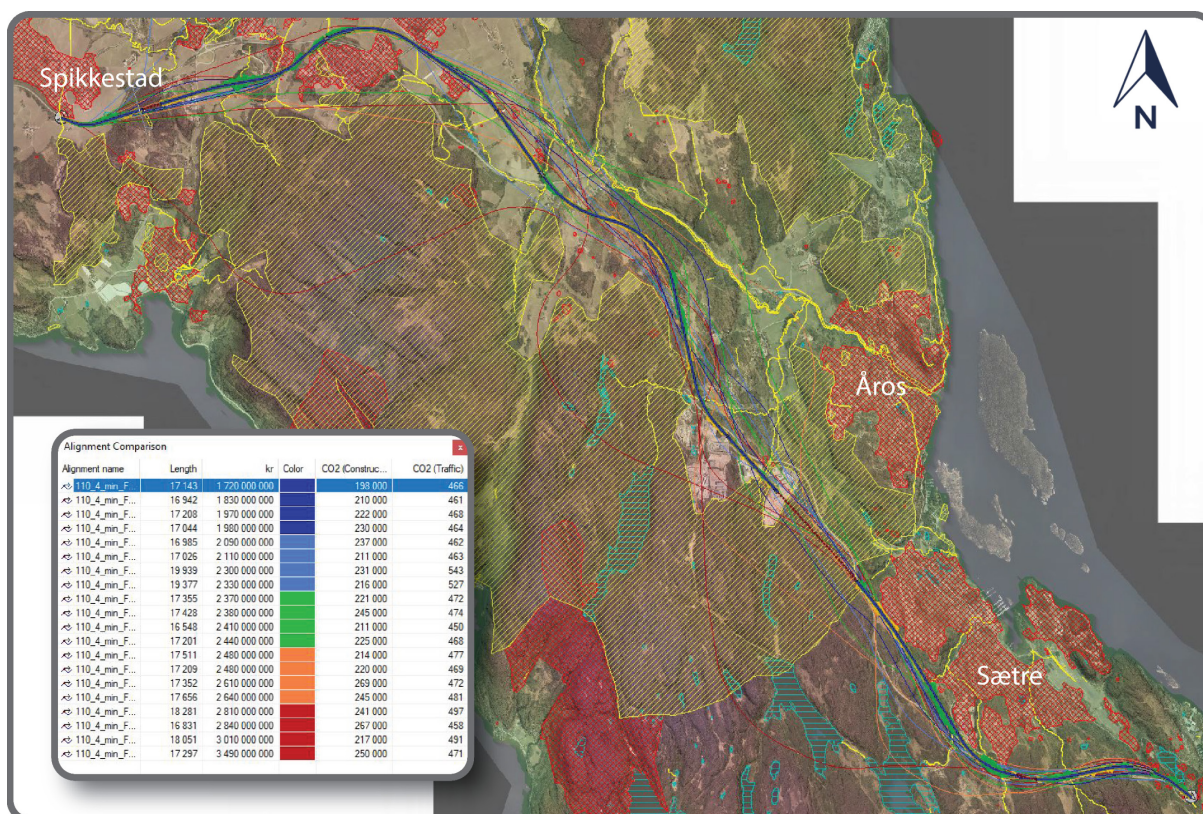 Spikkestad
N
Åros
Sætre
Alignment Comparison
x
Alignment name Length kr Color CO2 (Construc... CO2 (Traffic)
110_4_min_F... 17 143 1 720 000 000 198 000 466
110_4_min_F... 16 942 1 830 000 000 210 000 461
110_4_min_F... 17 208 1 970 000 000 222 000 468
110_4_min_F... 17 044 1 980 000 000 230 000 464
110_4_min_F... 16 985 2 090 000 000 237 000 462
110_4_min_F... 17 026 2 110 000 000 211 000 463
110_4_min_F... 19 939 2 300 000 000 231 000 543
110_4_min_F... 19 377 2 330 000 000 216 000 527
110_4_min_F... 17 355 2 370 000 000 221 000 472
110_4_min_F... 17 428 2 380 000 000 245 000 474
110_4_min_F... 16 548 2 410 000 000 211 000 450
110_4_min_F... 17 201 2 440 000 000 225 000 468
110_4_min_F... 17 511 2 480 000 000 214 000 477
110_4_min_F... 17 209 2 480 000 000 220 000 469
110_4_min_F... 17 352 2 610 000 000 269 000 472
110_4_min_F... 17 656 2 640 000 000 245 000 481
110_4_min_F... 18 281 2 810 000 000 241 000 497
110_4_min_F... 16 831 2 840 000 000 267 000 458
110_4_min_F... 18 051 3 010 000 000 217 000 491
110_4_min_F... 17 297 3 490 000 000 250 000 471